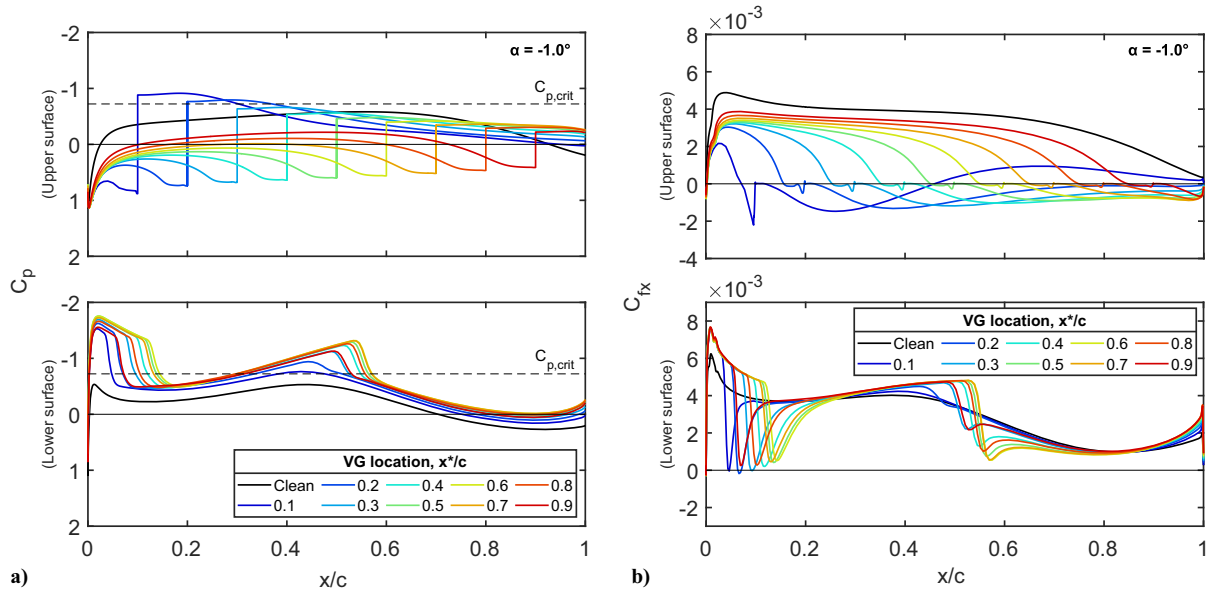 -2
-1
0
1
2
(Upper surface)
α = -1.0°
C_p,crit
-2
-1
0
1
2
(Lower surface)
C_p
C_p,crit
VG location, x*/c
Clean 0.2 0.4 0.6 0.8
0.1 0.3 0.5 0.7 0.9
0 0.2 0.4 0.6 0.8 1
x/c
a)
×10⁻³
8
6
4
2
0
-2
-4
(Upper surface)
α = -1.0°
×10⁻³
8
6
4
2
0
-2
(Lower surface)
C_fx
VG location, x*/c
Clean 0.2 0.4 0.6 0.8
0.1 0.3 0.5 0.7 0.9
0 0.2 0.4 0.6 0.8 1
x/c
b)